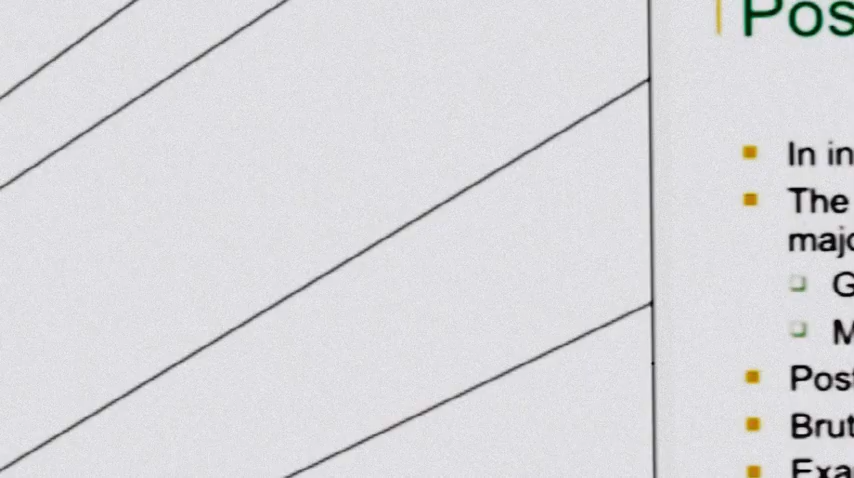 Pos
In in
The
majo
G
M
Post
Brut
Exa